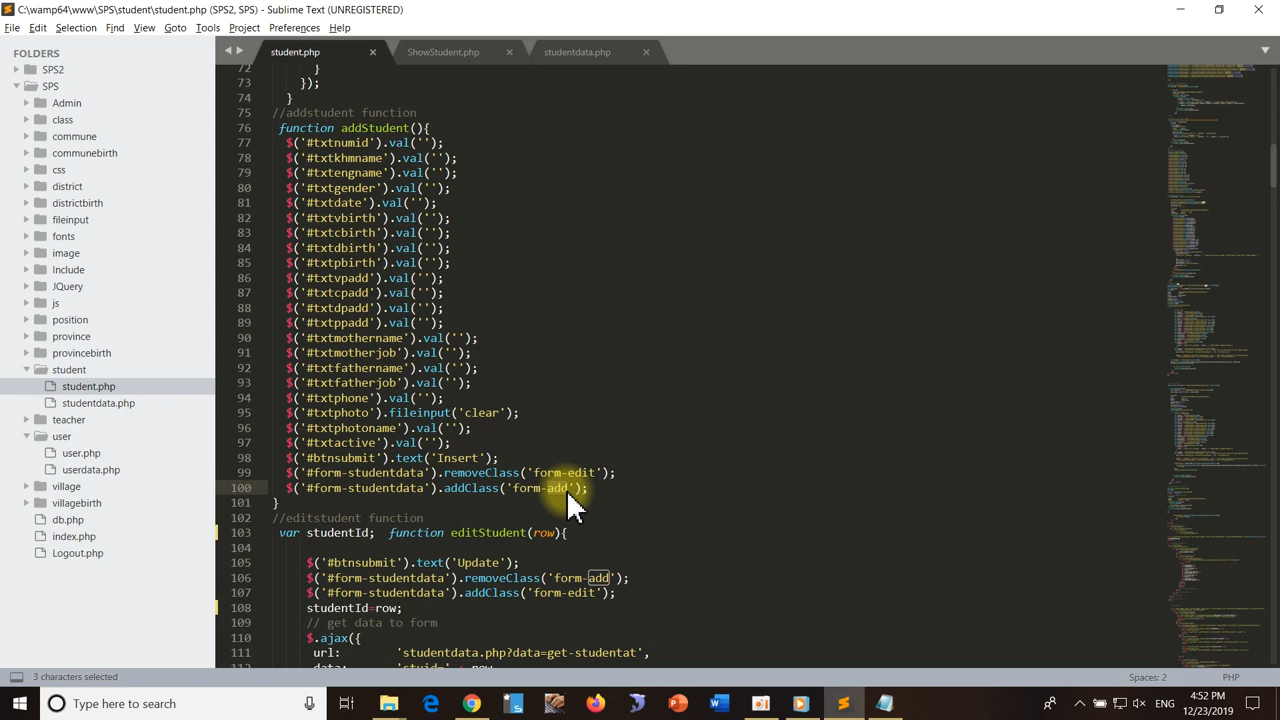 C:\wamp64\www\SPS\student\student.php (SPS2, SPS) - Sublime Text (UNREGISTERED)
File Edit Selection Find View Goto Tools Project Preferences Help
FOLDERS
SPS2
SPS
Admin
class
commune
communebirth
css
district
districtbirth
fileinput
fonts
image
Include
JQuery
js
position
province
provincebirth
student
student.php
studentdata.php
teacher
user
user.php
userdata.php
village
villagebirth
db.php
index.php
Logout.php
student.php ShowStudent.php studentdata.php
72 }
73 });
74 }
75 //addstudent function
76 function addStudent(){
77 $('#txtnumid').val('');
78 $('#txtkhmname').val('');
79 $('#txtengname').val('');
80 $('#txtgender').val('');
81 $('#txtdate').val('');
82 $('#txtvbirth').val('');
83 $('#txtcbirth').val('');
84 $('#txtdbirth').val('');
85 $('#txtpbirth').val('');
86 $('#txtvpadd').val('');
87 $('#txtcpadd').val('');
88 $('#txtdpadd').val('');
89 $('#txtppadd').val('');
90 $('#txtmothername').val('');
91 $('#txtmotherjob').val('');
92 $('#txtfathername').val('');
93 $('#txtfatherjob').val('');
94 $('#txtphone').val('');
95 $('#txtphoto').fileinput('clear');
96 $('#txtphotoname').val('');
97 $('#txtactive').val('');
98 $('#btnsubmit').text('Insert');
99 $('#form-studentdata').removeClass('form-edit');
100 $('#form-studentdata').addClass('form-add');
101 }
102 //editstudent function
103 var studentId; function editStudent(row){
104
105 $('#btnsubmit').text('Update');
106 $('#form-studentdata').removeClass('form-add');
107 $('#form-studentdata').addClass('form-edit');
108 studentId=row;
109 // get data to form
110 $.ajax({
111 url: 'studentdata.php?data=get-studentat',
112 data: 'stuid=' + row,
3 characters selected
Spaces: 2
PHP
Type here to search
ENG
4:52 PM
12/23/2019